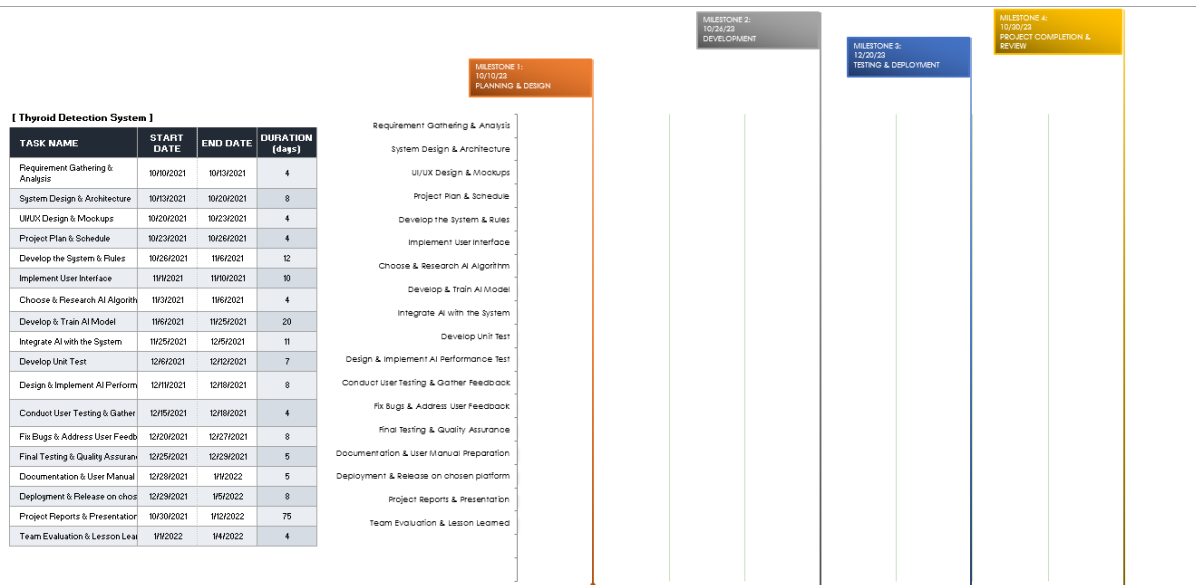 MILESTONE 1:
10/10/23
PLANNING & DESIGN
MILESTONE 2:
10/26/23
DEVELOPMENT
MILESTONE 3:
12/20/23
TESTING & DEPLOYMENT
MILESTONE 4:
10/30/23
PROJECT COMPLETION &
REVIEW
[ Thyroid Detection System ]
TASK NAME START DATE END DATE DURATION (days)
Requirement Gathering & Analysis 10/10/2021 10/13/2021 4
System Design & Architecture 10/13/2021 10/20/2021 8
UI/UX Design & Mockups 10/20/2021 10/23/2021 4
Project Plan & Schedule 10/23/2021 10/26/2021 4
Develop the System & Rules 10/26/2021 11/6/2021 12
Implement User Interface 11/1/2021 11/10/2021 10
Choose & Research AI Algorith 11/3/2021 11/6/2021 4
Develop & Train AI Model 11/6/2021 11/25/2021 20
Integrate AI with the System 11/25/2021 12/5/2021 11
Develop Unit Test 12/6/2021 12/12/2021 7
Design & Implement AI Perform 12/11/2021 12/18/2021 8
Conduct User Testing & Gather 12/15/2021 12/18/2021 4
Fix Bugs & Address User Feedb 12/20/2021 12/27/2021 8
Final Testing & Quality Assuran 12/25/2021 12/29/2021 5
Documentation & User Manual 12/28/2021 1/1/2022 5
Deployment & Release on chos 12/29/2021 1/5/2022 8
Project Reports & Presentation 10/30/2021 1/12/2022 75
Team Evaluation & Lesson Lear 1/1/2022 1/4/2022 4
Requirement Gathering & Analysis
System Design & Architecture
UI/UX Design & Mockups
Project Plan & Schedule
Develop the System & Rules
Implement User Interface
Choose & Research AI Algorithm
Develop & Train AI Model
Integrate AI with the System
Develop Unit Test
Design & Implement AI Performance Test
Conduct User Testing & Gather Feedback
Fix Bugs & Address User Feedback
Final Testing & Quality Assurance
Documentation & User Manual Preparation
Deployment & Release on chosen platform
Project Reports & Presentation
Team Evaluation & Lesson Learned